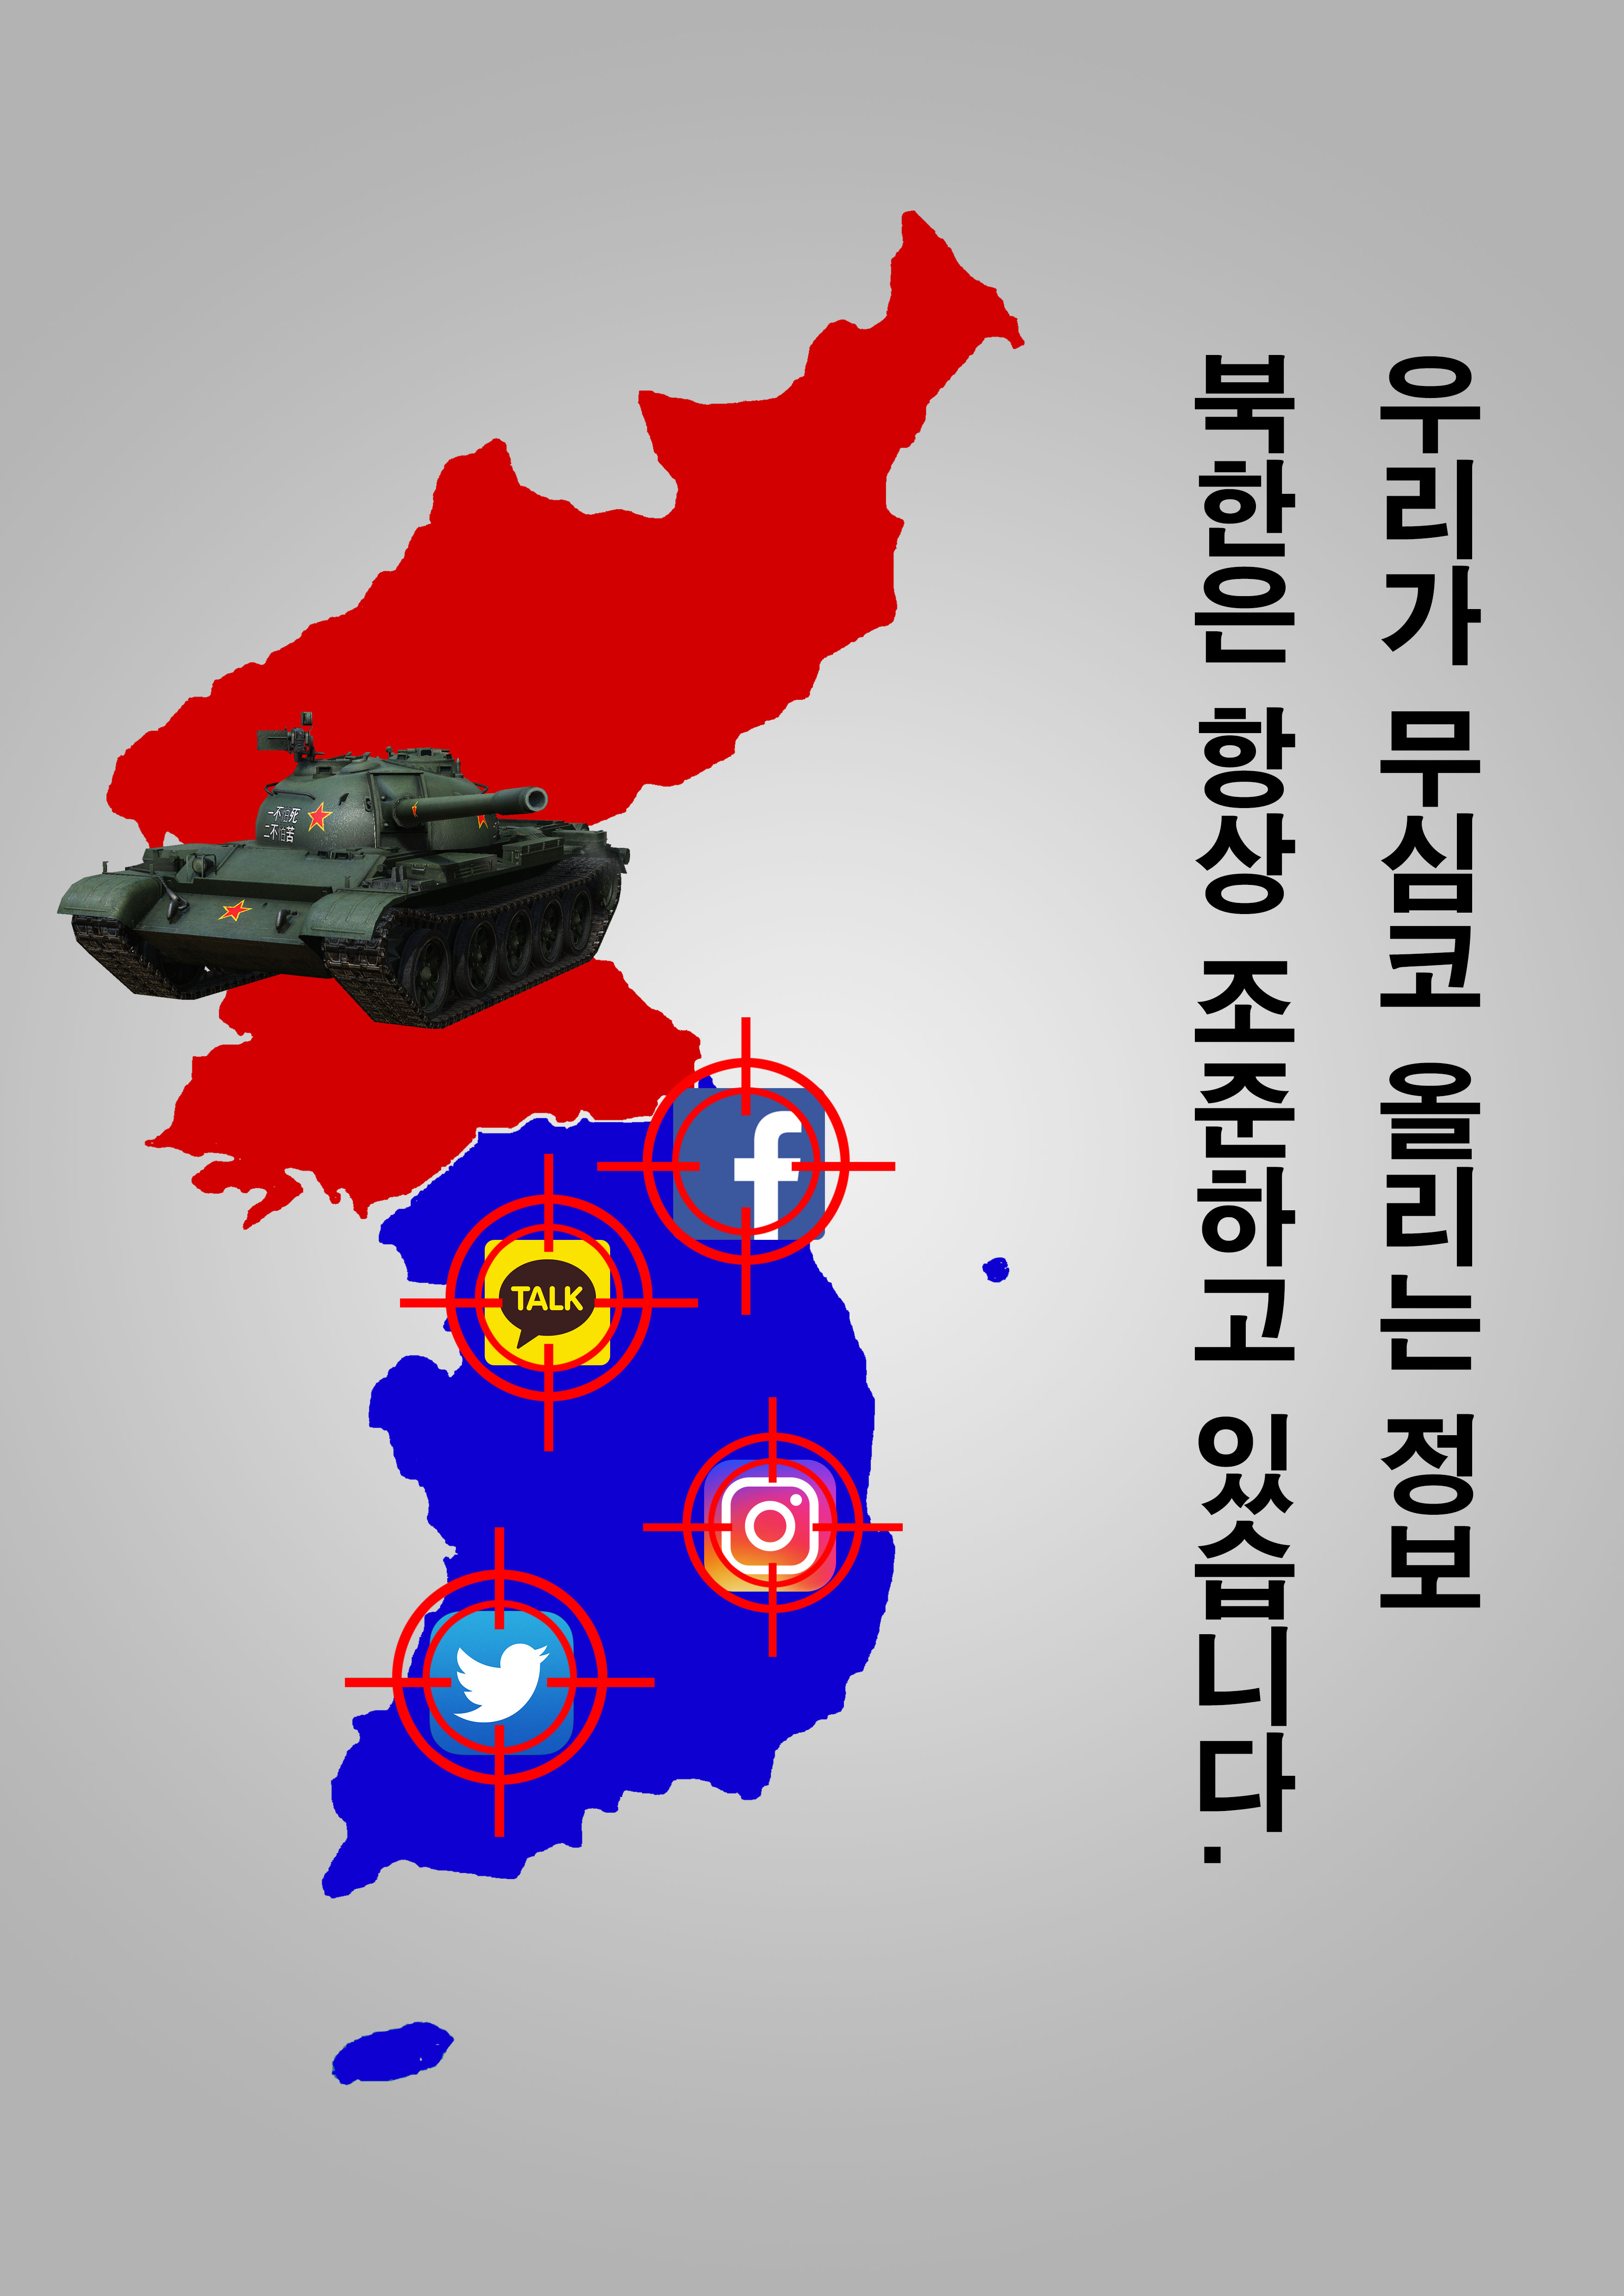 우리가 무심코 올리는 정보
북한은 항상 조준하고 있습니다.
一不怕死
二不怕苦
TALK